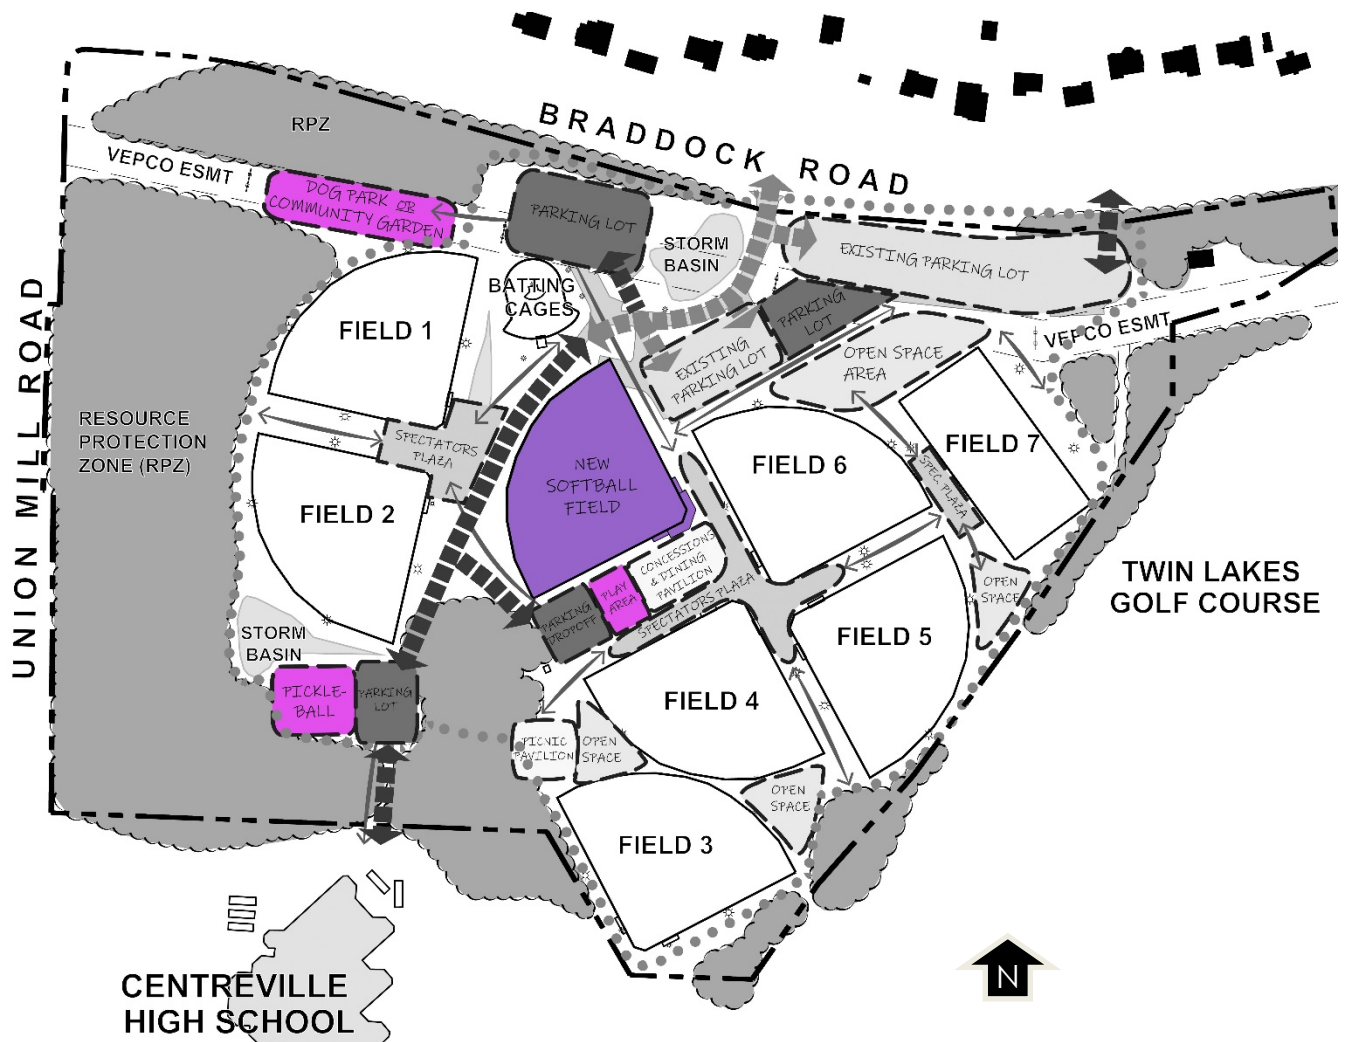 BRADDOCK ROAD
RPZ
VEPCO ESMT
DOG PARK OR
COMMUNITY GARDEN
PARKING LOT
STORM
BASIN
EXISTING PARKING LOT
BATTING
CAGES
PARKING
LOT
VEPCO ESMT
FIELD 1
EXISTING
PARKING LOT
OPEN SPACE
AREA
UNION MILL ROAD
RESOURCE
PROTECTION
ZONE (RPZ)
SPECTATORS
PLAZA
FIELD 2
NEW
SOFTBALL
FIELD
FIELD 6
FIELD 7
SPEC. PLAZA
CONCESSIONS
& DINING
PAVILION
PLAY
AREA
PARKING
DROPOFF
SPECTATORS PLAZA
OPEN
SPACE
TWIN LAKES
GOLF COURSE
FIELD 5
STORM
BASIN
PICKLE-
BALL
PARKING
LOT
FIELD 4
PICNIC
PAVILION
OPEN
SPACE
OPEN
SPACE
FIELD 3
CENTREVILLE
HIGH SCHOOL
N